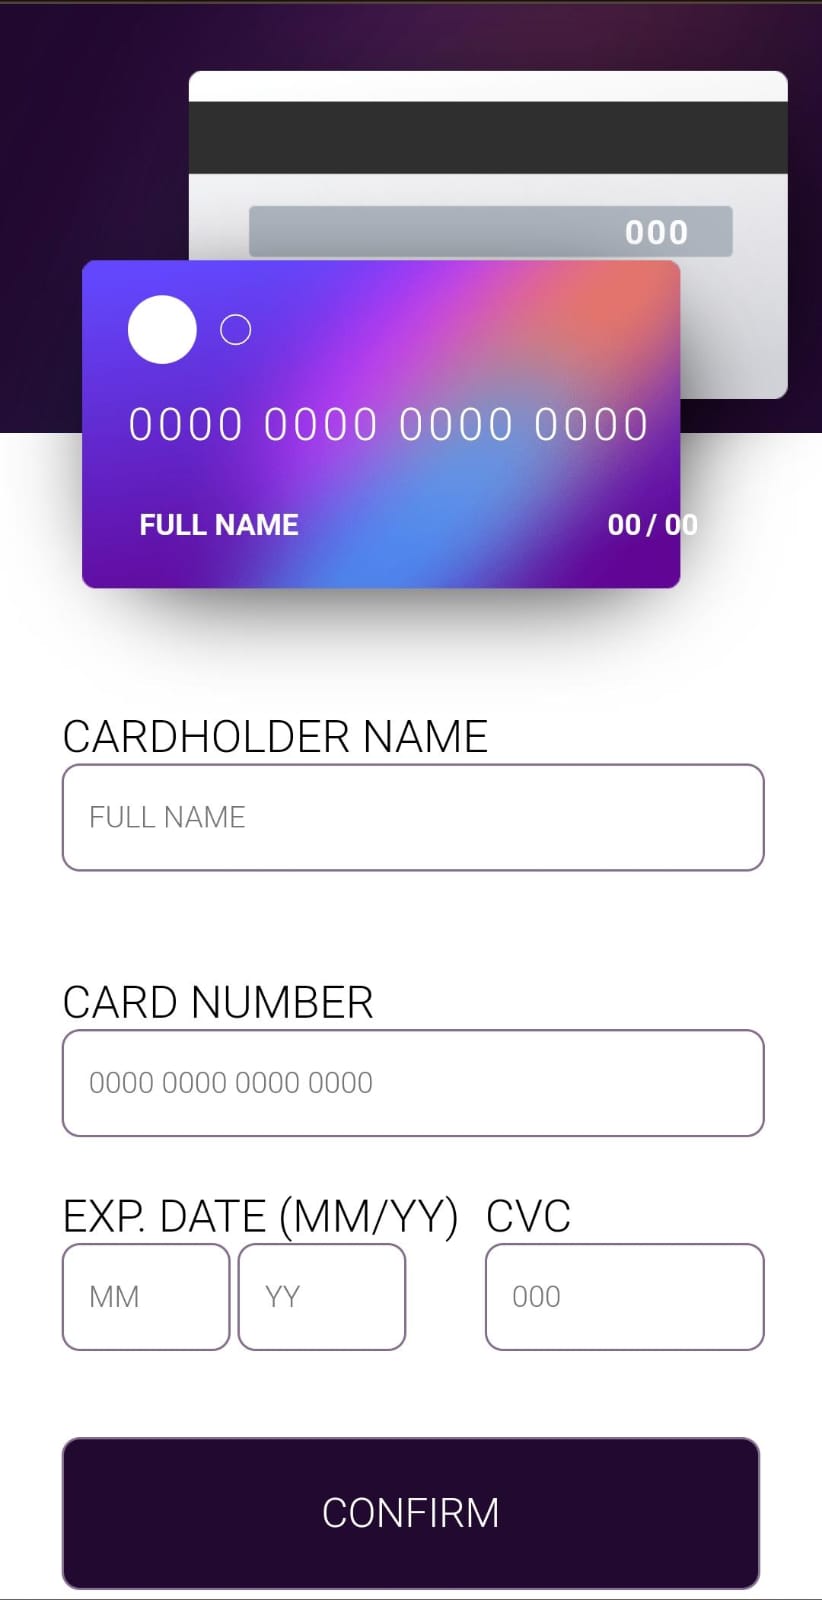 000
0000 0000 0000 0000
FULL NAME 00 / 00
CARDHOLDER NAME
FULL NAME
CARD NUMBER
0000 0000 0000 0000
EXP. DATE (MM/YY) CVC
MM YY 000
CONFIRM